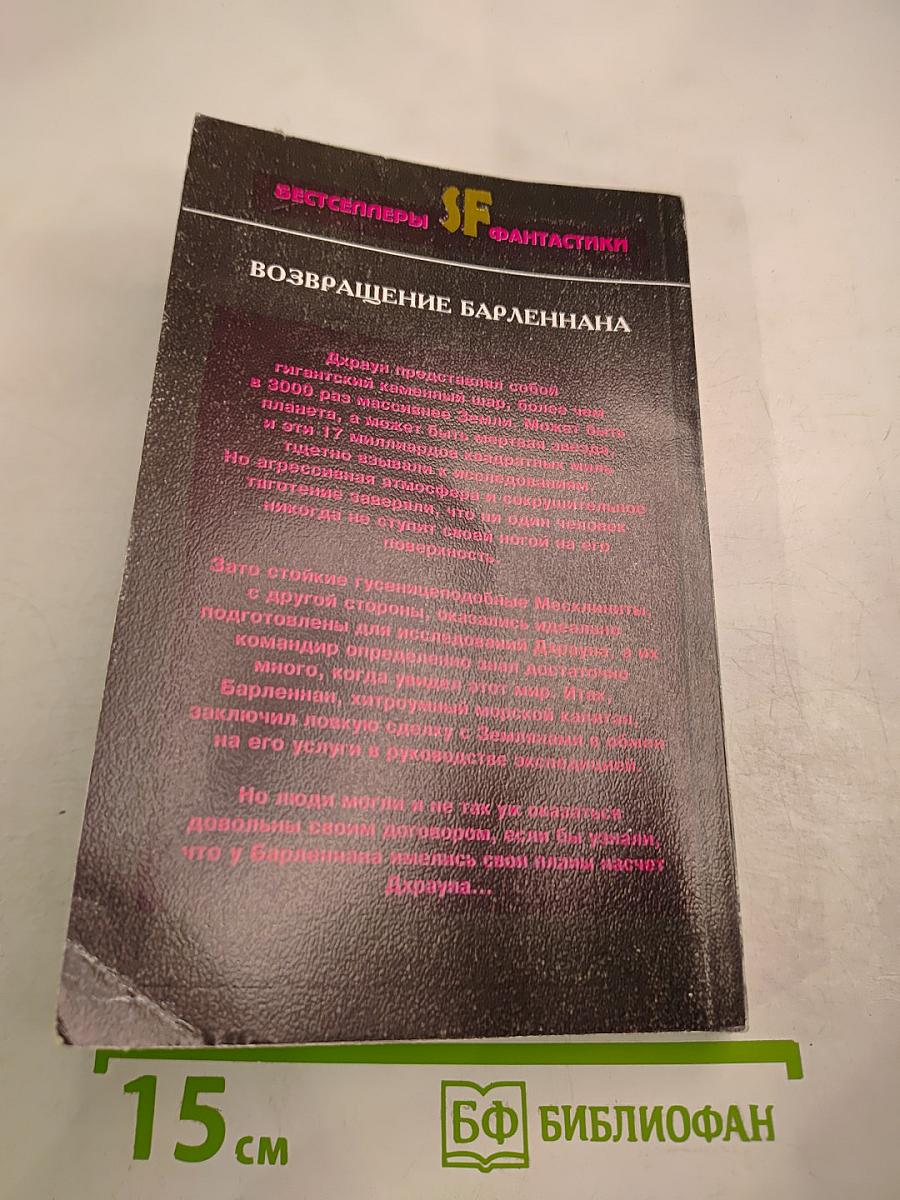 БЕСТСЕЛЛЕРЫ SF ФАНТАСТИКИ
ВОЗВРАЩЕНИЕ БАРЛЕННАНА
Дхраун представлял собой
гигантский каменный шар, более чем
в 3000 раз массивнее Земли. Может быть
планета, а может быть мертвая звезда,
и эти 17 миллиардов квадратных миль
тщетно взывали к исследованиям.
Но агрессивная атмосфера и сокрушительное
тяготение заверяли, что ни один человек
никогда не ступит своей ногой на его
поверхность.
Зато стойкие гусеницеподобные Месклиниты,
с другой стороны, оказались идеально
подготовлены для исследований Дхрауна, а их
командир определенно знал достаточно
много, когда увидел этот мир. Итак,
Барленнан, хитроумный морской капитан,
заключил ловкую сделку с Землянами в обмен
на его услуги в руководстве экспедицией.
Но люди могли и не так уж оказаться
довольны своим договором, если бы узнали,
что у Барленнана имелись свои планы насчет
Дхрауна...
15 см
БФ БИБЛИОФАН